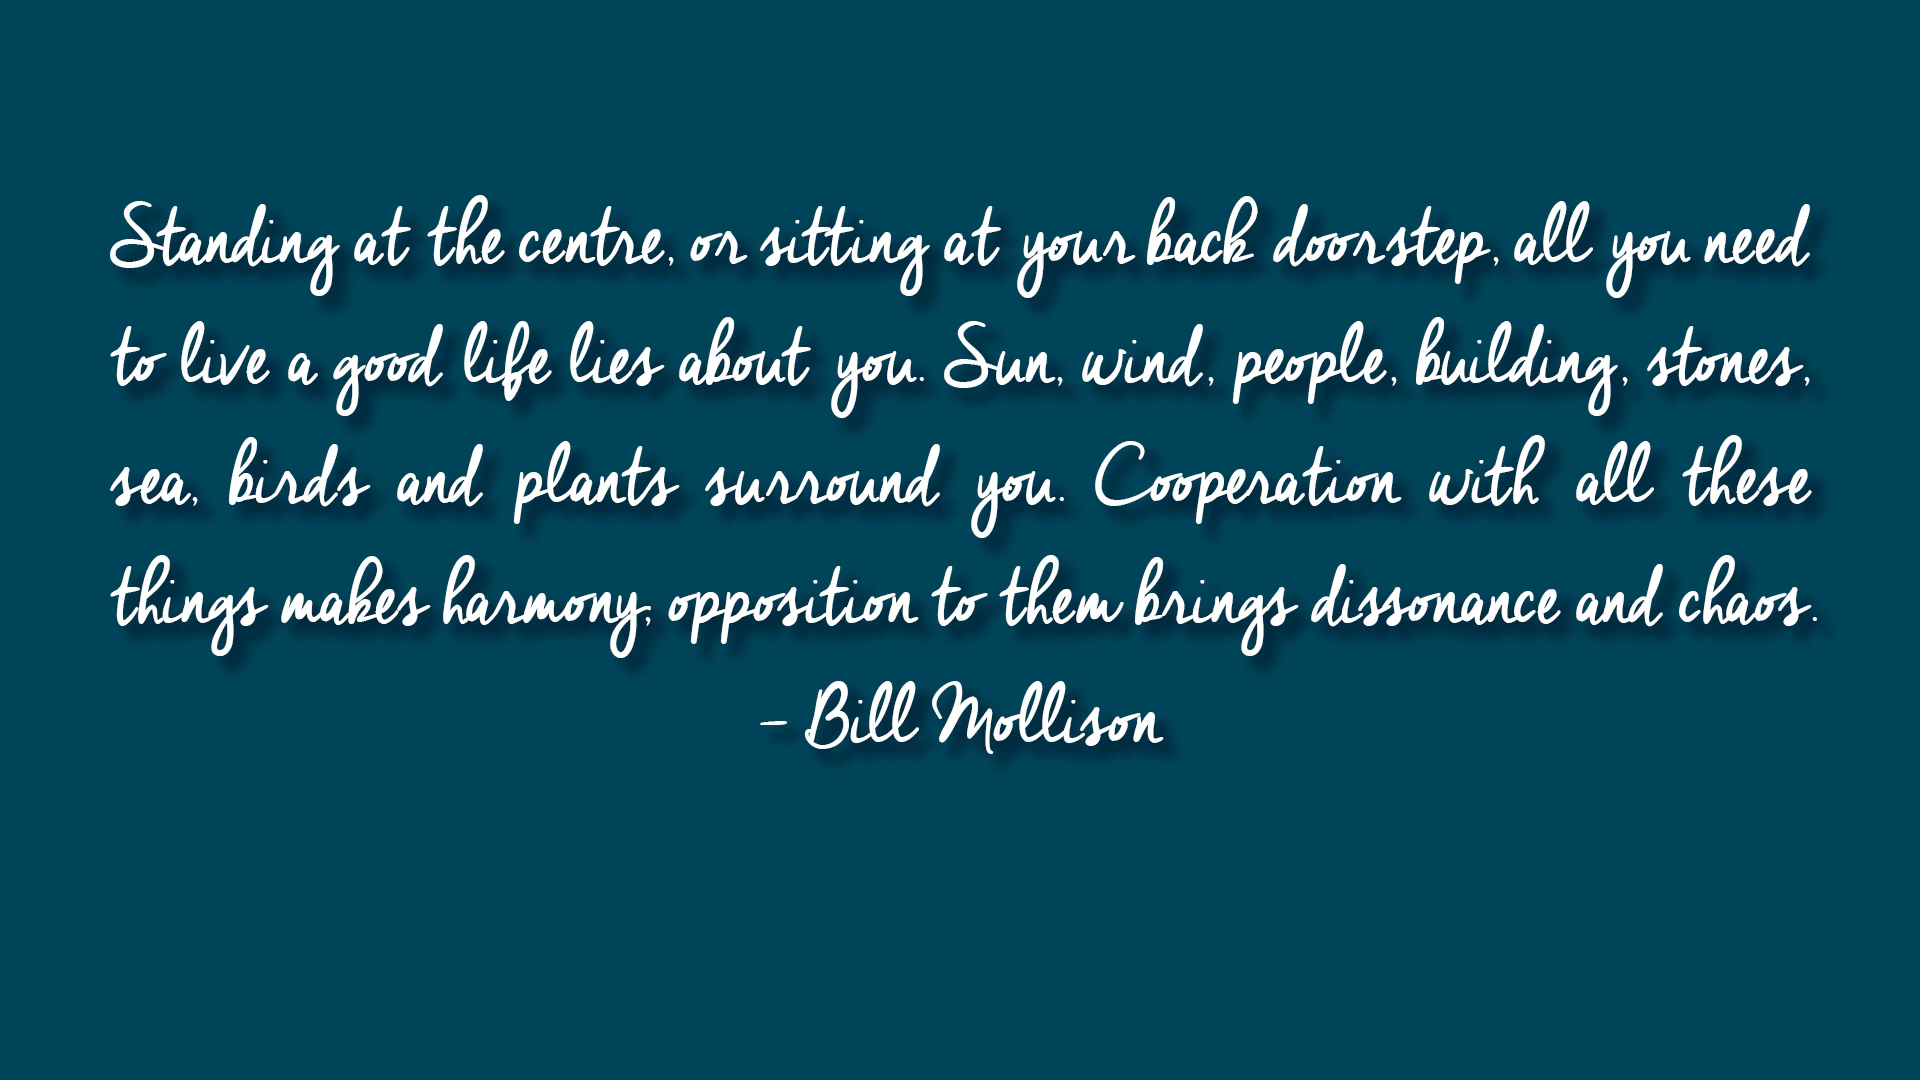 Standing at the centre, or sitting at your back doorstep, all you need
to live a good life lies about you. Sun, wind, people, building, stones,
sea, birds and plants surround you. Cooperation with all these
things makes harmony, opposition to them brings dissonance and chaos.
- Bill Mollison